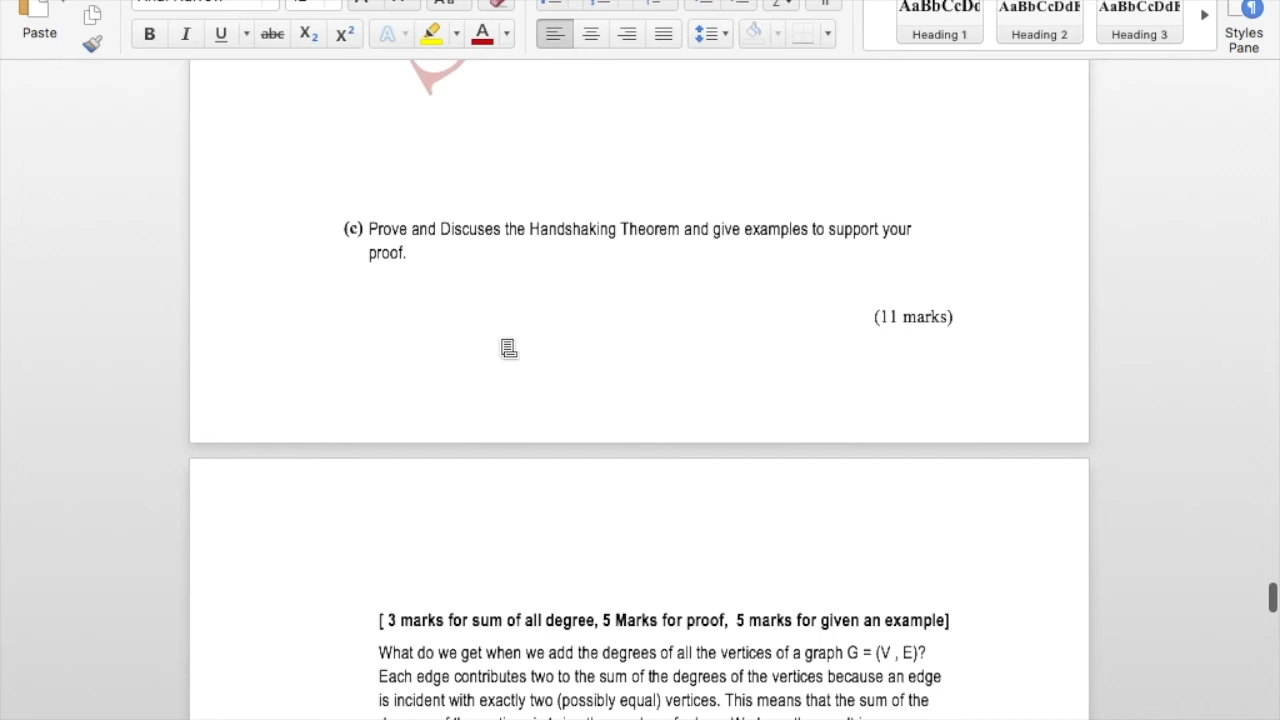 Paste
B I U abc X2 X2 A A
AaBbCcDc AaBbCcDdE AaBbCcDdE
Heading 1 Heading 2 Heading 3
Styles
Pane
(c) Prove and Discuses the Handshaking Theorem and give examples to support your
proof.
(11 marks)
[ 3 marks for sum of all degree, 5 Marks for proof, 5 marks for given an example]
What do we get when we add the degrees of all the vertices of a graph G = (V , E)?
Each edge contributes two to the sum of the degrees of the vertices because an edge
is incident with exactly two (possibly equal) vertices. This means that the sum of the